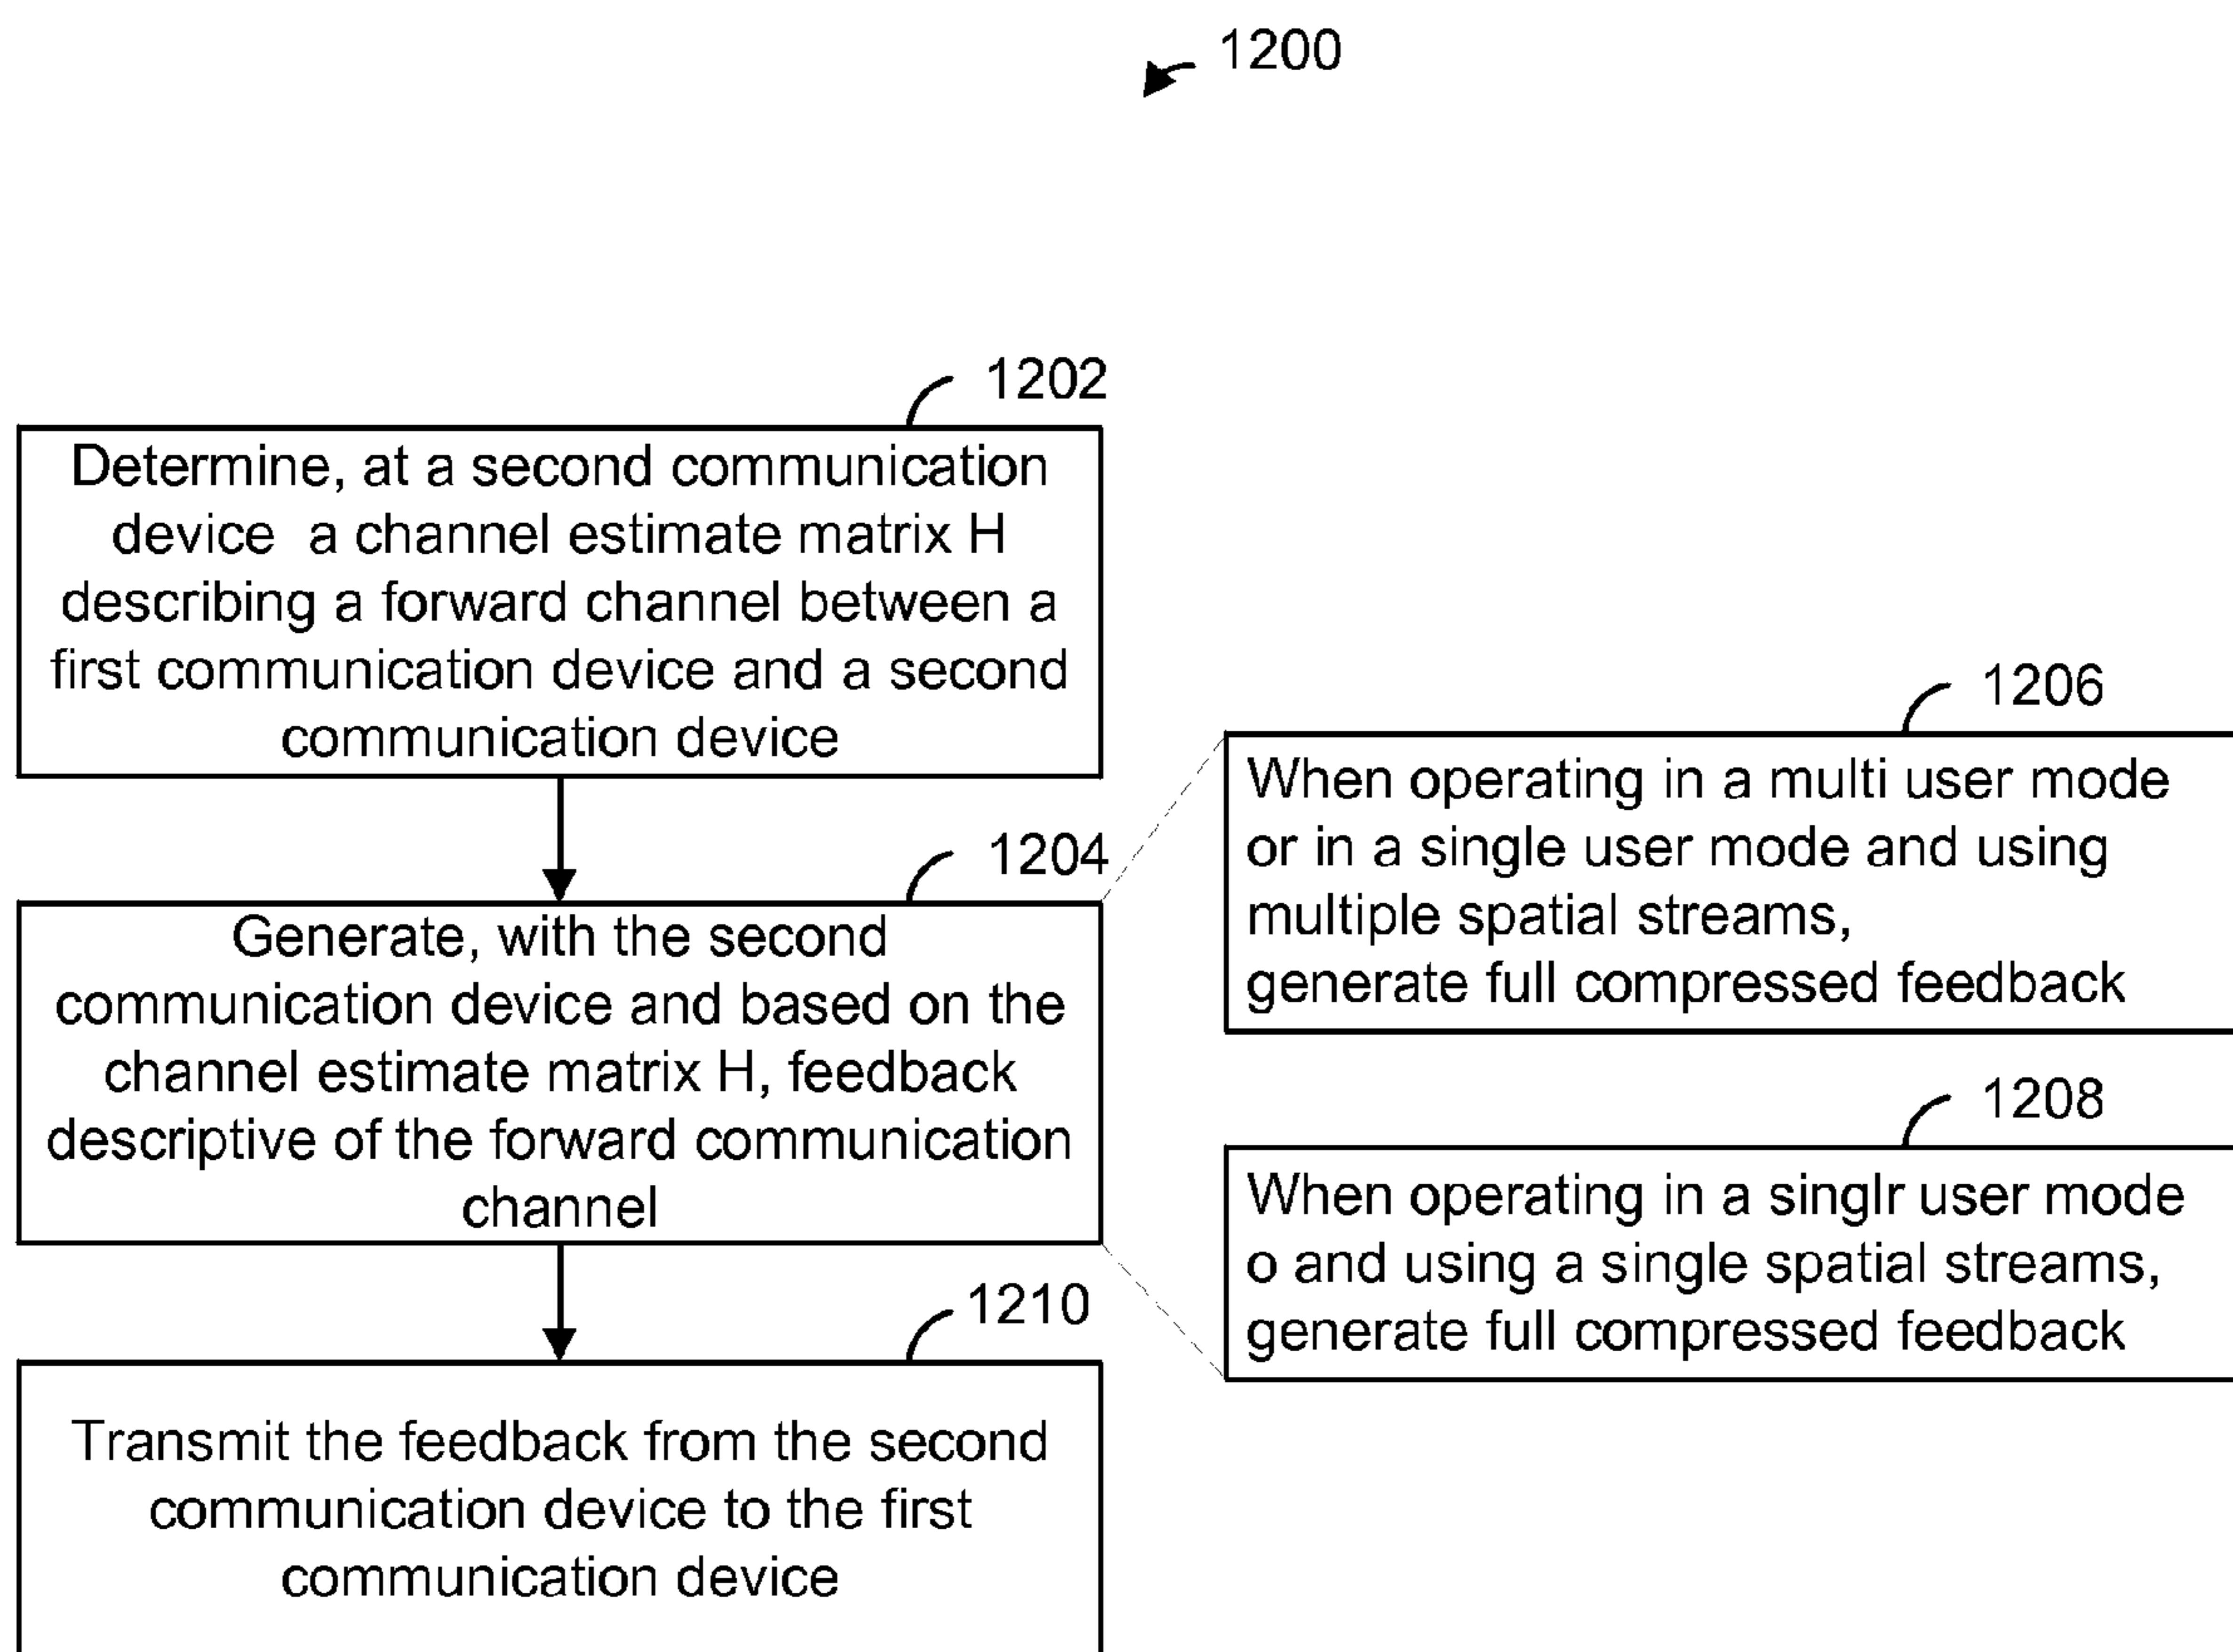 1200
1202
Determine, at a second communication
device a channel estimate matrix H
describing a forward channel between a
first communication device and a second
communication device
1204
Generate, with the second
communication device and based on the
channel estimate matrix H, feedback
descriptive of the forward communication
channel
1206
When operating in a multi user mode
or in a single user mode and using
multiple spatial streams,
generate full compressed feedback
1208
When operating in a singlr user mode
o and using a single spatial streams,
generate full compressed feedback
1210
Transmit the feedback from the second
communication device to the first
communication device